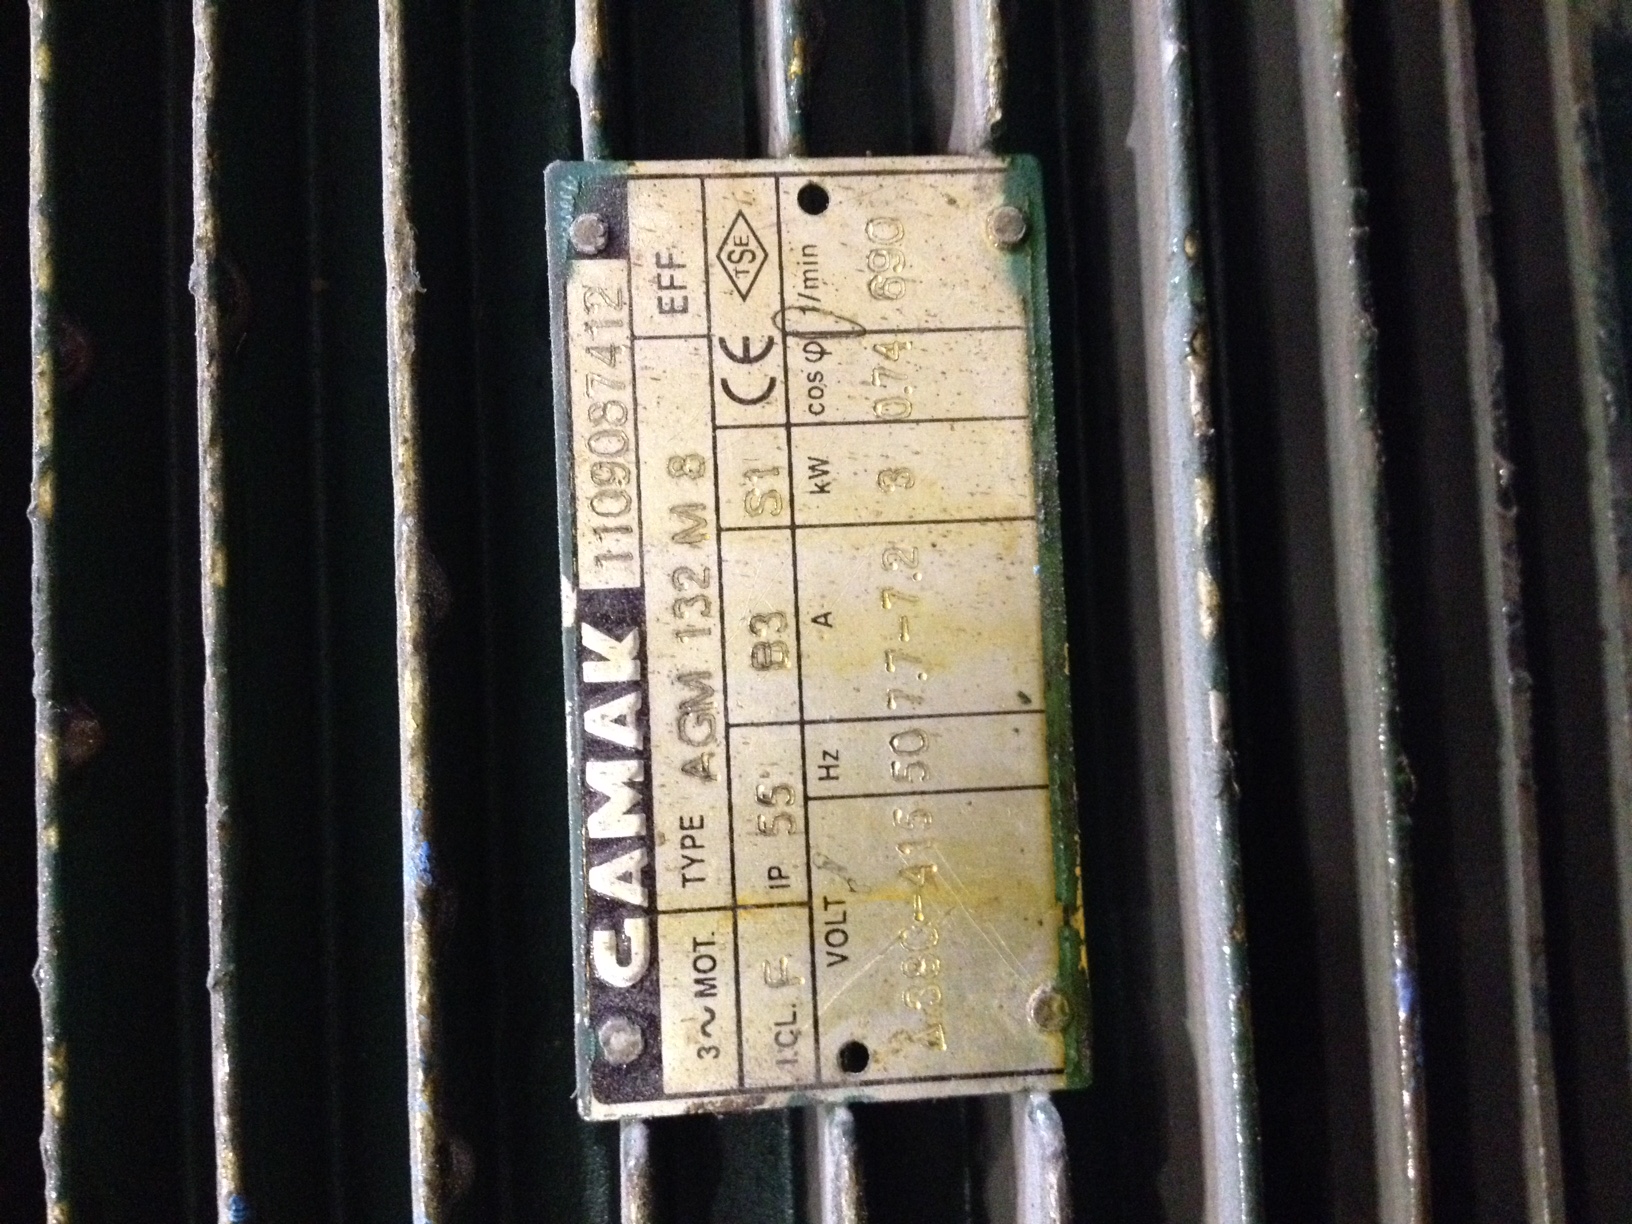 GAMAK 1109087412
3~MOT. TYPE AGM 132 M 8 EFF
I.CL. F IP 55 B3 S1 CE TSE
VOLT Hz A kW cos φ 1/min
380-415 50 7.7-7.2 3 0.74 690